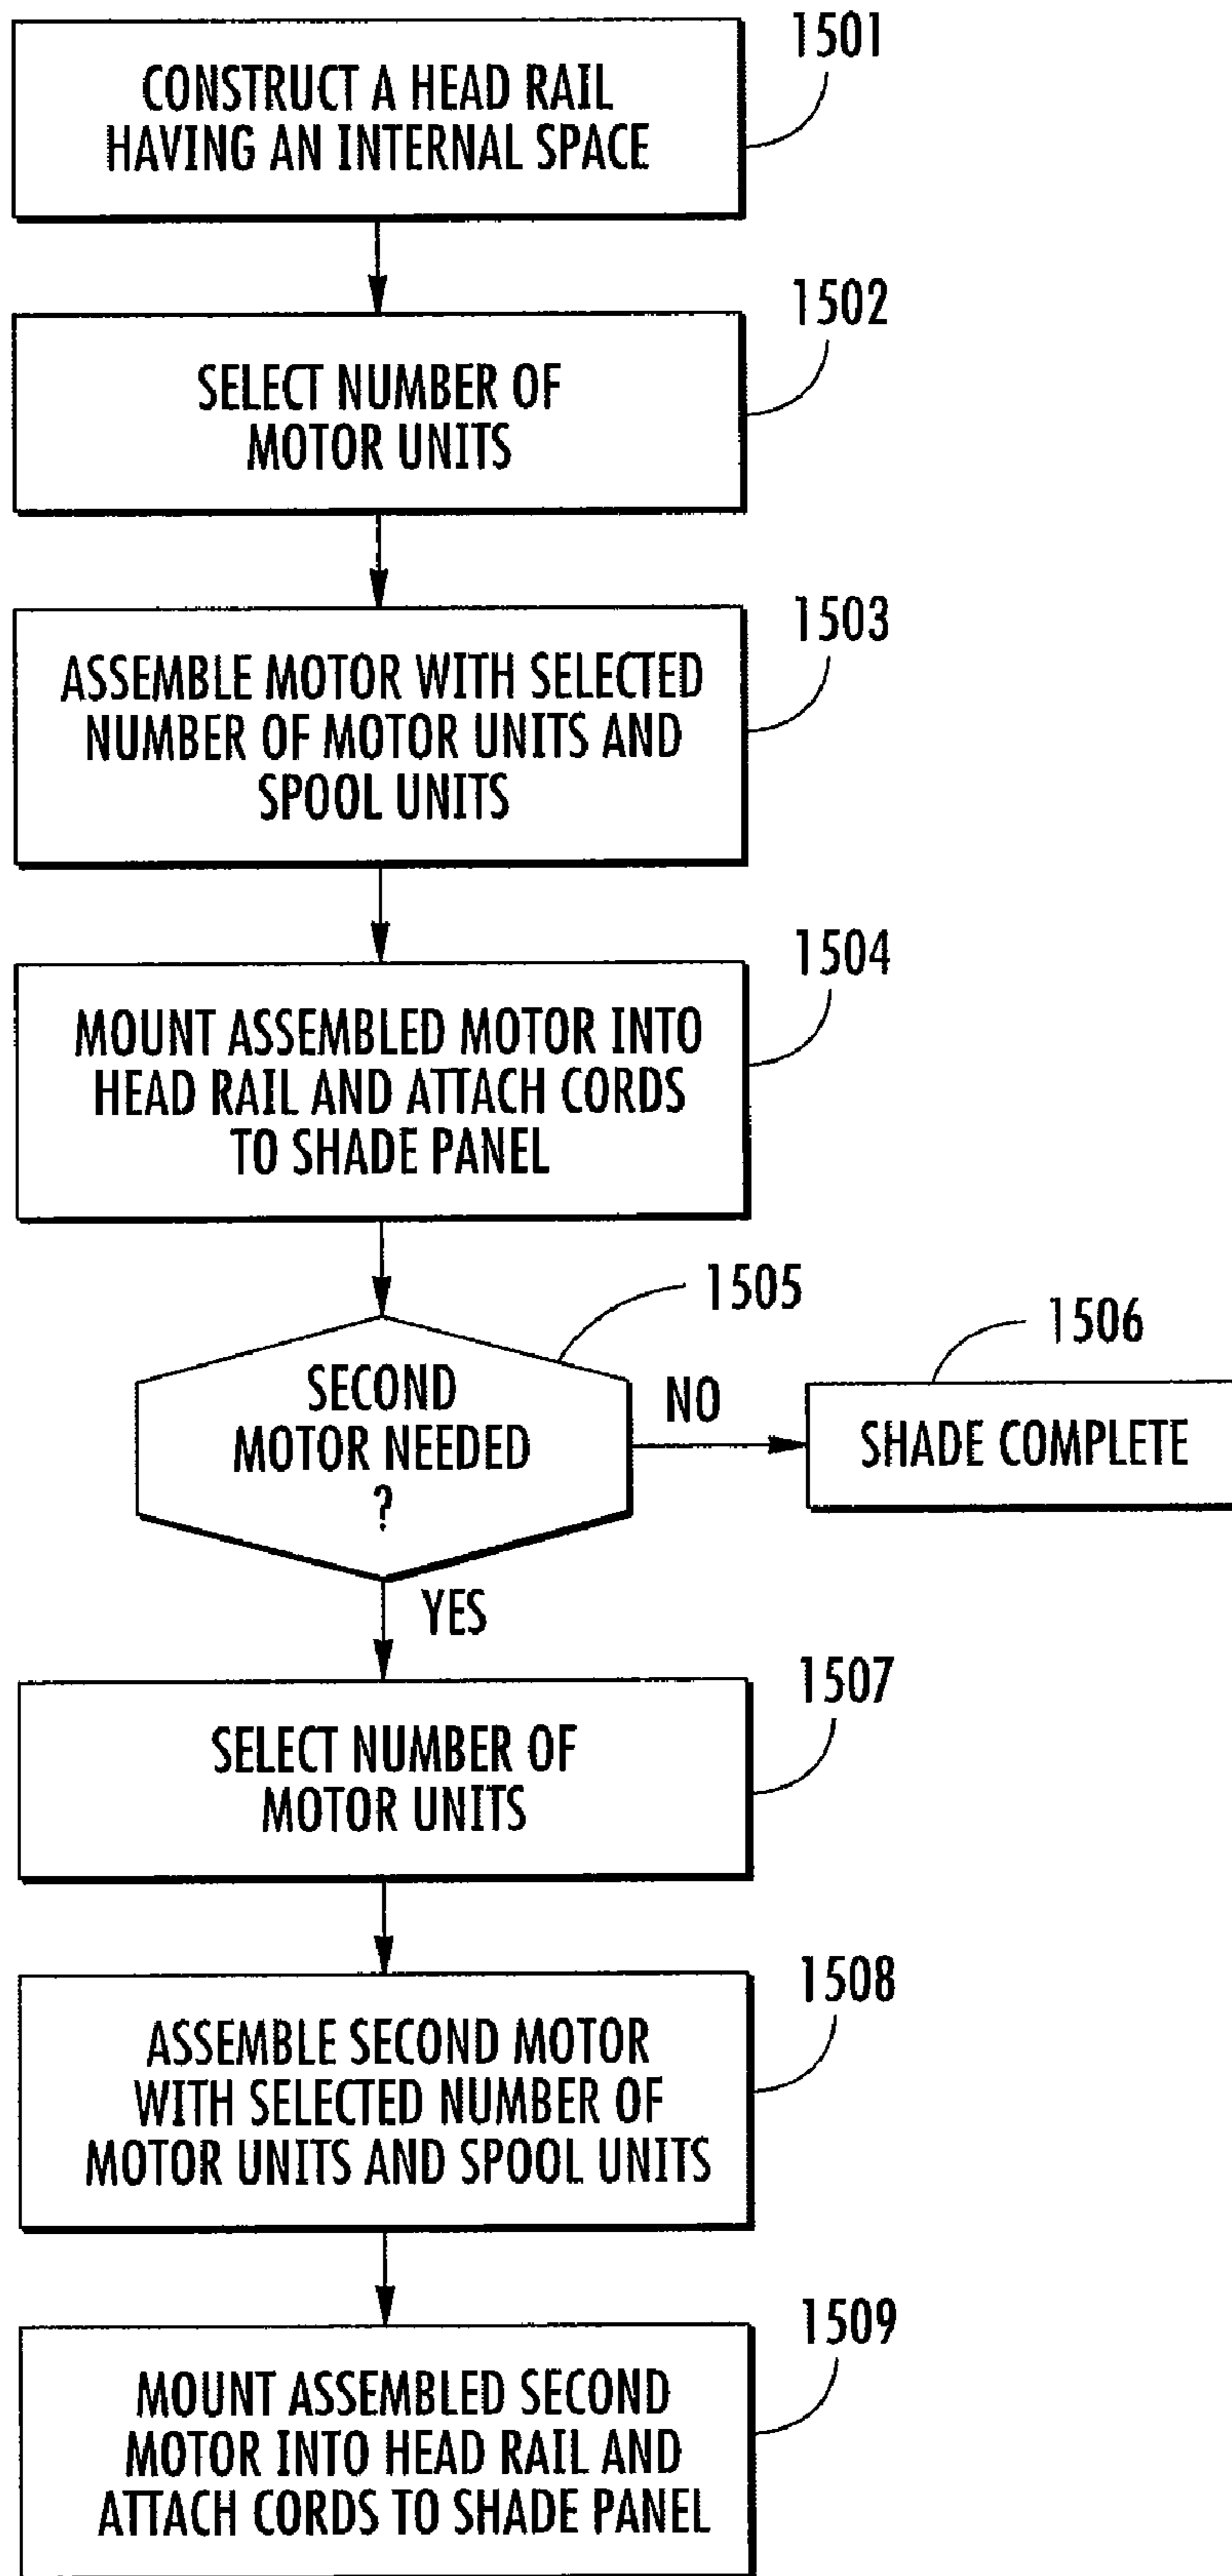 1501
CONSTRUCT A HEAD RAIL
HAVING AN INTERNAL SPACE
1502
SELECT NUMBER OF
MOTOR UNITS
1503
ASSEMBLE MOTOR WITH SELECTED
NUMBER OF MOTOR UNITS AND
SPOOL UNITS
1504
MOUNT ASSEMBLED MOTOR INTO
HEAD RAIL AND ATTACH CORDS
TO SHADE PANEL
1505
SECOND
MOTOR NEEDED
?
NO
1506
SHADE COMPLETE
YES
1507
SELECT NUMBER OF
MOTOR UNITS
1508
ASSEMBLE SECOND MOTOR
WITH SELECTED NUMBER OF
MOTOR UNITS AND SPOOL UNITS
1509
MOUNT ASSEMBLED SECOND
MOTOR INTO HEAD RAIL AND
ATTACH CORDS TO SHADE PANEL